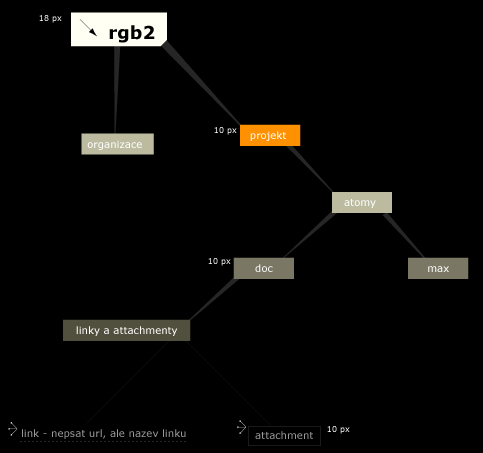 18 px
rgb2
10 px
projekt
organizace
atomy
10 px
doc
max
linky a attachmenty
link - nepsat url, ale nazev linku
attachment
10 px